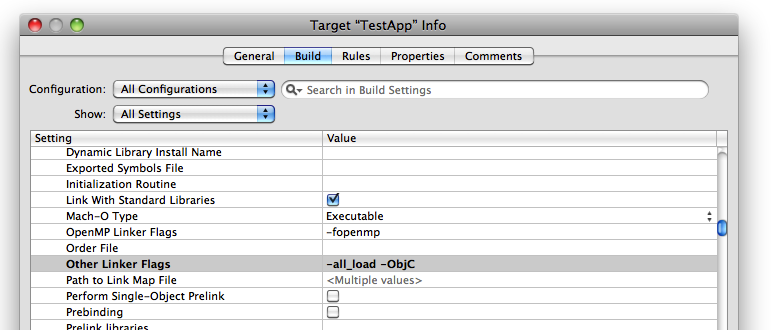 Target “TestApp” Info
General Build Rules Properties Comments
Configuration: All Configurations Search in Build Settings
Show: All Settings
Setting Value
Dynamic Library Install Name
Exported Symbols File
Initialization Routine
Link With Standard Libraries
Mach-O Type Executable
OpenMP Linker Flags -fopenmp
Order File
Other Linker Flags -all_load -ObjC
Path to Link Map File <Multiple values>
Perform Single-Object Prelink
Prebinding
Prelink libraries